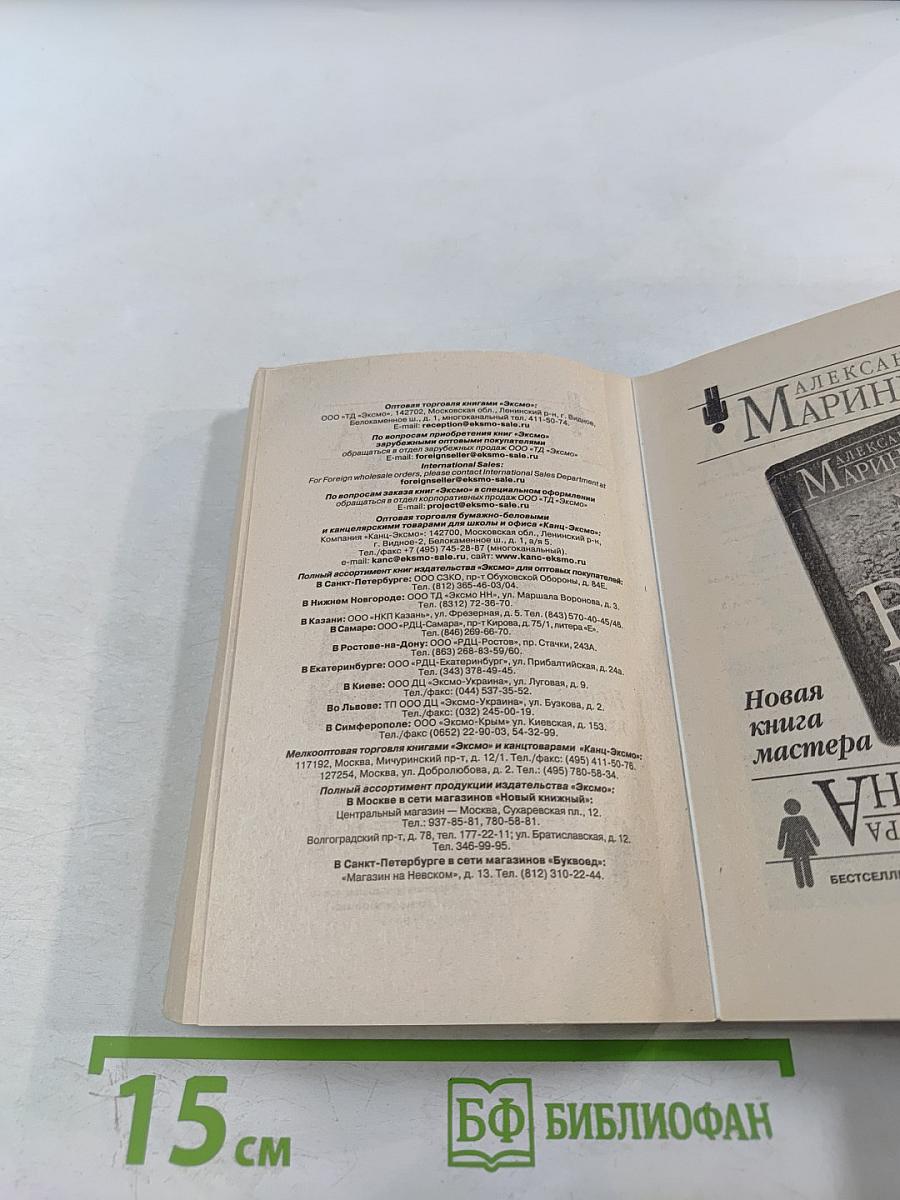 Оптовая торговля книгами «Эксмо»:
ООО «ТД «Эксмо». 142702, Московская обл., Ленинский р-н, г. Видное,
Белокаменное ш., д. 1, многоканальный тел. 411-50-74.
E-mail: reception@eksmo-sale.ru
По вопросам приобретения книг «Эксмо»
зарубежными оптовыми покупателями
обращаться в отдел зарубежных продаж ООО «ТД «Эксмо»
E-mail: foreignseller@eksmo-sale.ru
International Sales:
For Foreign wholesale orders, please contact International Sales Department at
foreignseller@eksmo-sale.ru
По вопросам заказа книг «Эксмо» в специальном оформлении
обращаться в отдел корпоративных продаж ООО «ТД «Эксмо»
E-mail: project@eksmo-sale.ru
Оптовая торговля бумажно-беловыми
и канцелярскими товарами для школы и офиса «Канц-Эксмо»:
Компания «Канц-Эксмо»: 142700, Московская обл., Ленинский р-н,
г. Видное-2, Белокаменное ш., д. 1, а/я 5.
Тел./факс +7 (495) 745-28-87 (многоканальный).
e-mail: kanc@eksmo-sale.ru, сайт: www.kanc-eksmo.ru
Полный ассортимент книг издательства «Эксмо» для оптовых покупателей:
В Санкт-Петербурге: ООО СЗКО, пр-т Обуховской Обороны, д. 84Е.
Тел. (812) 365-46-03/04.
В Нижнем Новгороде: ООО ТД «Эксмо НН», ул. Маршала Воронова, д. 3.
Тел. (8312) 72-36-70.
В Казани: ООО «НКП Казань», ул. Фрезерная, д. 5. Тел. (843) 570-40-45/46.
В Самаре: ООО «РДЦ-Самара», пр-т Кирова, д. 75/1, литера «Е».
Тел. (846) 269-66-70.
В Ростове-на-Дону: ООО «РДЦ-Ростов», пр. Стачки, 243А.
Тел. (863) 268-83-59/60.
В Екатеринбурге: ООО «РДЦ-Екатеринбург», ул. Прибалтийская, д. 24а.
Тел. (343) 378-49-45.
В Киеве: ООО ДЦ «Эксмо-Украина», ул. Луговая, д. 9.
Тел./факс: (044) 537-35-52.
Во Львове: ТП ООО ДЦ «Эксмо-Украина», ул. Бузкова, д. 2.
Тел./факс: (032) 245-00-19.
В Симферополе: ООО «Эксмо-Крым» ул. Киевская, д. 153.
Тел./факс (0652) 22-90-03, 54-32-99.
Мелкооптовая торговля книгами «Эксмо» и канцтоварами «Канц-Эксмо»:
117192, Москва, Мичуринский пр-т, д. 12/1. Тел./факс: (495) 411-50-76.
127254, Москва, ул. Добролюбова, д. 2. Тел.: (495) 780-58-34.
Полный ассортимент продукции издательства «Эксмо»:
В Москве в сети магазинов «Новый книжный»:
Центральный магазин — Москва, Сухаревская пл., 12.
Тел.: 937-85-81, 780-58-81.
Волгоградский пр-т, д. 78, тел. 177-22-11; ул. Братиславская, д. 12.
Тел. 346-99-95.
В Санкт-Петербурге в сети магазинов «Буквоед»:
«Магазин на Невском», д. 13. Тел. (812) 310-22-44.
АЛЕКСАН
МАРИН
АЛЕКСАН
МАРИН
Новая
книга
мастера
НА
РА
БЕСТСЕЛЛ
15 см
БФ БИБЛИОФАН